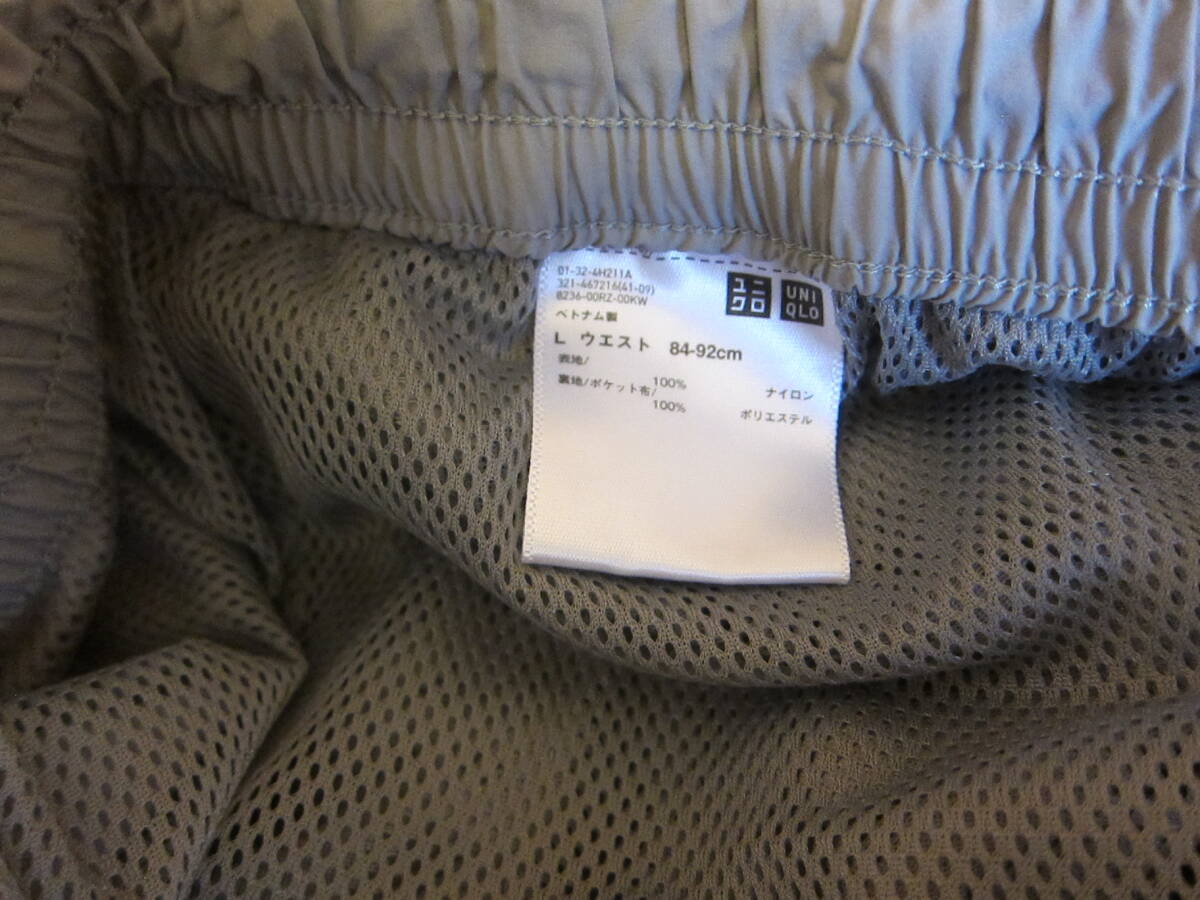 01-32-4H211A
321-467216(41-09)
8236-00RZ-00KW
ベトナム製
ユニ
クロ
UNI
QLO
L ウエスト 84-92cm
表地/
100% ナイロン
裏地/ポケット布/
100% ポリエステル